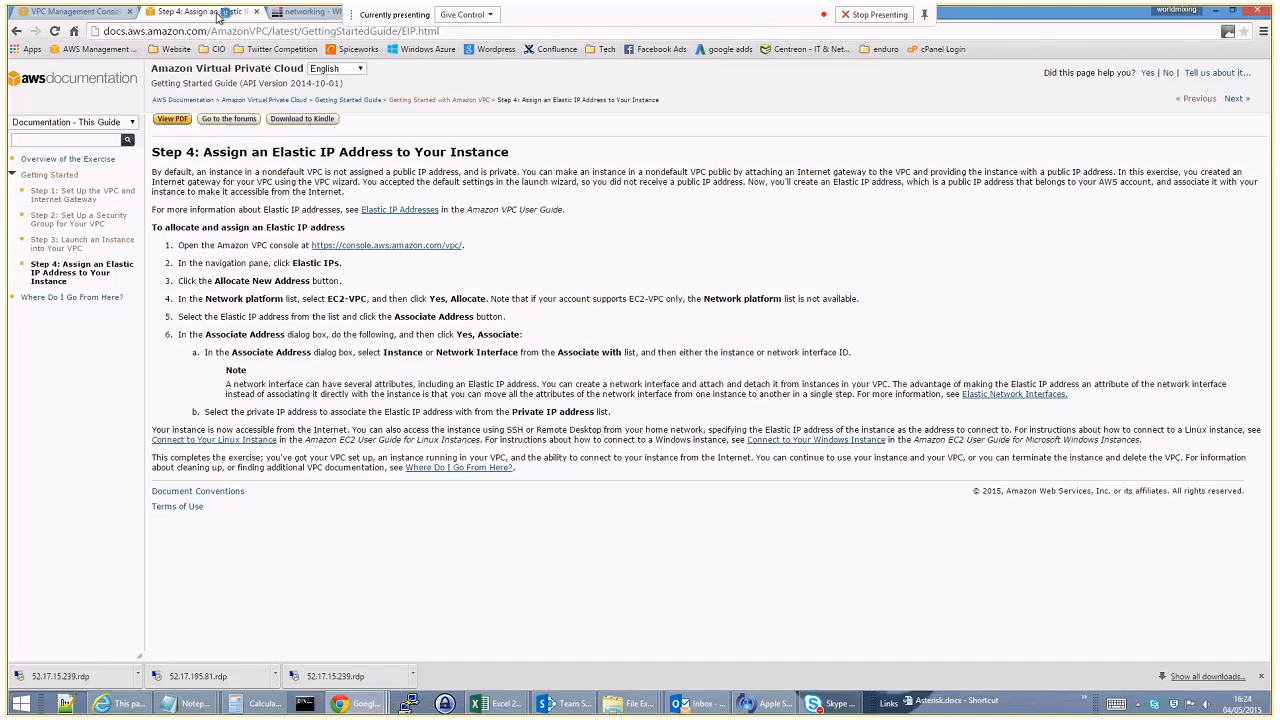 VPC Management Consol
Step 4: Assign an Elastic I
networking - Wh
Currently presenting
Give Control
Stop Presenting
worldmixing
docs.aws.amazon.com/AmazonVPC/latest/GettingStartedGuide/EIP.html
Apps AWS Management ... Website CIO Twitter Competition Spiceworks Windows Azure Wordpress Confluence Tech Facebook Ads google adds Centreon - IT & Net... enduro cPanel Login
awsdocumentation
Documentation - This Guide
Overview of the Exercise
Getting Started
Step 1: Set Up the VPC and
Internet Gateway
Step 2: Set Up a Security
Group for Your VPC
Step 3: Launch an Instance
into Your VPC
Step 4: Assign an Elastic
IP Address to Your
Instance
Where Do I Go From Here?
Amazon Virtual Private Cloud English
Getting Started Guide (API Version 2014-10-01)
Did this page help you? Yes | No | Tell us about it...
AWS Documentation » Amazon Virtual Private Cloud » Getting Started Guide » Getting Started with Amazon VPC » Step 4: Assign an Elastic IP Address to Your Instance
« Previous Next »
View PDF Go to the forums Download to Kindle
Step 4: Assign an Elastic IP Address to Your Instance
By default, an instance in a nondefault VPC is not assigned a public IP address, and is private. You can make an instance in a nondefault VPC public by attaching an Internet gateway to the VPC and providing the instance with a public IP address. In this exercise, you created an
Internet gateway for your VPC using the VPC wizard. You accepted the default settings in the launch wizard, so you did not receive a public IP address. Now, you'll create an Elastic IP address, which is a public IP address that belongs to your AWS account, and associate it with your
instance to make it accessible from the Internet.
For more information about Elastic IP addresses, see Elastic IP Addresses in the Amazon VPC User Guide.
To allocate and assign an Elastic IP address
1. Open the Amazon VPC console at https://console.aws.amazon.com/vpc/.
2. In the navigation pane, click Elastic IPs.
3. Click the Allocate New Address button.
4. In the Network platform list, select EC2-VPC, and then click Yes, Allocate. Note that if your account supports EC2-VPC only, the Network platform list is not available.
5. Select the Elastic IP address from the list and click the Associate Address button.
6. In the Associate Address dialog box, do the following, and then click Yes, Associate:
a. In the Associate Address dialog box, select Instance or Network Interface from the Associate with list, and then either the instance or network interface ID.
Note
A network interface can have several attributes, including an Elastic IP address. You can create a network interface and attach and detach it from instances in your VPC. The advantage of making the Elastic IP address an attribute of the network interface
instead of associating it directly with the instance is that you can move all the attributes of the network interface from one instance to another in a single step. For more information, see Elastic Network Interfaces.
b. Select the private IP address to associate the Elastic IP address with from the Private IP address list.
Your instance is now accessible from the Internet. You can also access the instance using SSH or Remote Desktop from your home network, specifying the Elastic IP address of the instance as the address to connect to. For instructions about how to connect to a Linux instance, see
Connect to Your Linux Instance in the Amazon EC2 User Guide for Linux Instances. For instructions about how to connect to a Windows instance, see Connect to Your Windows Instance in the Amazon EC2 User Guide for Microsoft Windows Instances.
This completes the exercise; you've got your VPC set up, an instance running in your VPC, and the ability to connect to your instance from the Internet. You can continue to use your instance and your VPC, or you can terminate the instance and delete the VPC. For information
about cleaning up, or finding additional VPC documentation, see Where Do I Go From Here?.
Document Conventions
© 2015, Amazon Web Services, Inc. or its affiliates. All rights reserved.
Terms of Use
52.17.15.239.rdp 52.17.195.81.rdp 52.17.15.239.rdp Show all downloads...
This pa... Notep... Calcula... Googl... Excel 2... Team S... File Ex... Inbox - ... Apple S... Skype ... Links Asterisk.docx - Shortcut »
16:24
04/05/2015